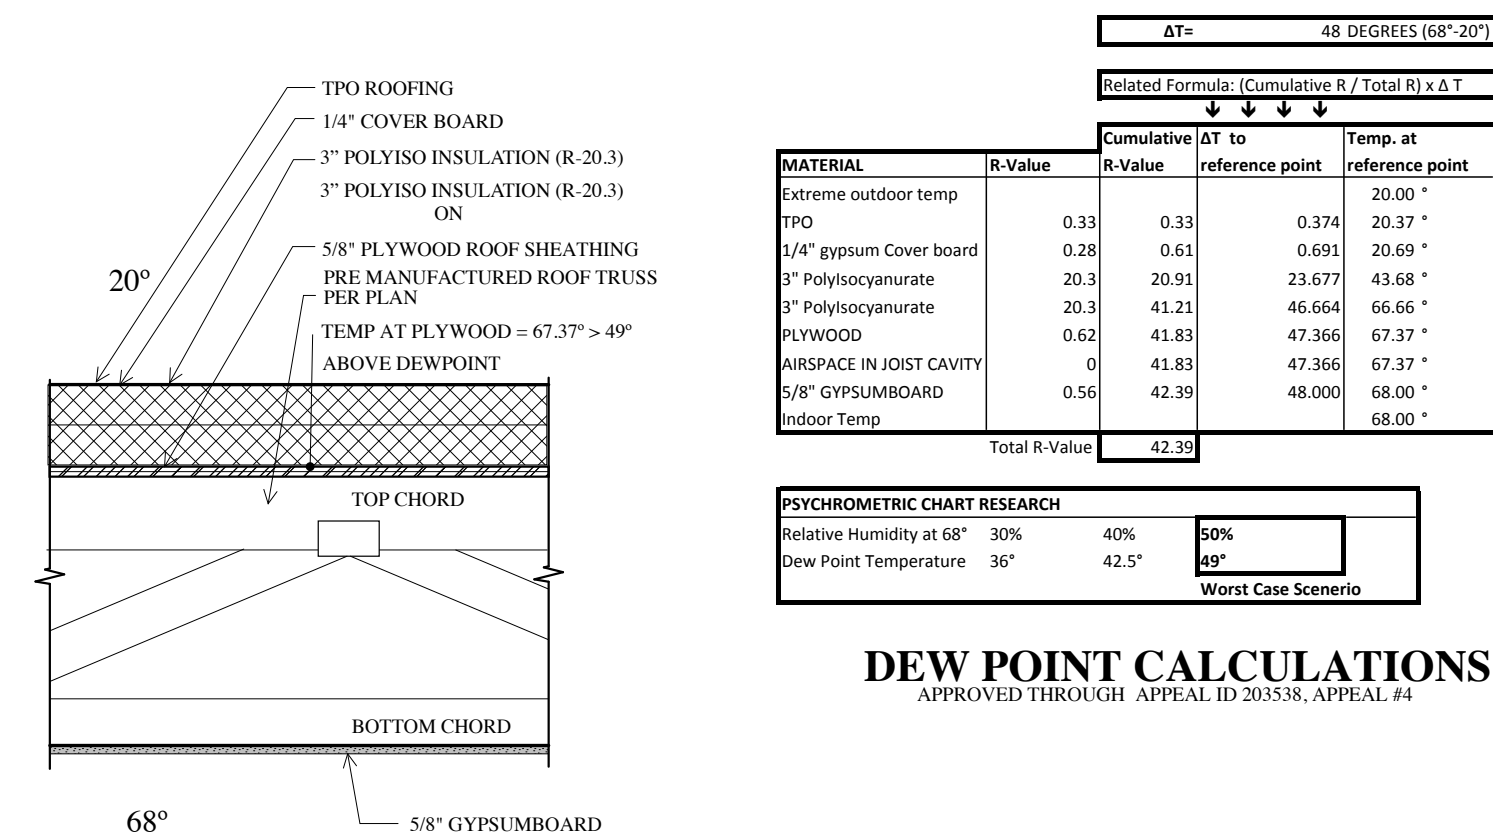 TPO ROOFING
1/4" COVER BOARD
3” POLYISO INSULATION (R-20.3)
3” POLYISO INSULATION (R-20.3)
ON
5/8" PLYWOOD ROOF SHEATHING
PRE MANUFACTURED ROOF TRUSS
PER PLAN
TEMP AT PLYWOOD = 67.37º > 49º
ABOVE DEWPOINT
20º
TOP CHORD
BOTTOM CHORD
68º
5/8" GYPSUMBOARD
ΔT= 48 DEGREES (68°-20°)
Related Formula: (Cumulative R / Total R) x Δ T
Cumulative ΔT to Temp. at
MATERIAL R-Value R-Value reference point reference point
Extreme outdoor temp 20.00 °
TPO 0.33 0.33 0.374 20.37 °
1/4" gypsum Cover board 0.28 0.61 0.691 20.69 °
3" PolyIsocyanurate 20.3 20.91 23.677 43.68 °
3" PolyIsocyanurate 20.3 41.21 46.664 66.66 °
PLYWOOD 0.62 41.83 47.366 67.37 °
AIRSPACE IN JOIST CAVITY 0 41.83 47.366 67.37 °
5/8" GYPSUMBOARD 0.56 42.39 48.000 68.00 °
Indoor Temp 68.00 °
Total R-Value 42.39
PSYCHROMETRIC CHART RESEARCH
Relative Humidity at 68° 30% 40% 50%
Dew Point Temperature 36° 42.5° 49°
Worst Case Scenerio
DEW POINT CALCULATIONS
APPROVED THROUGH APPEAL ID 203538, APPEAL #4